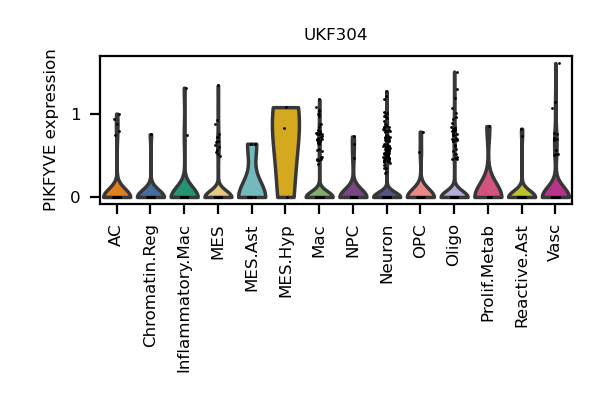 UKF304
PIKFYVE expression
1
0
AC
Chromatin.Reg
Inflammatory.Mac
MES
MES.Ast
MES.Hyp
Mac
NPC
Neuron
OPC
Oligo
Prolif.Metab
Reactive.Ast
Vasc